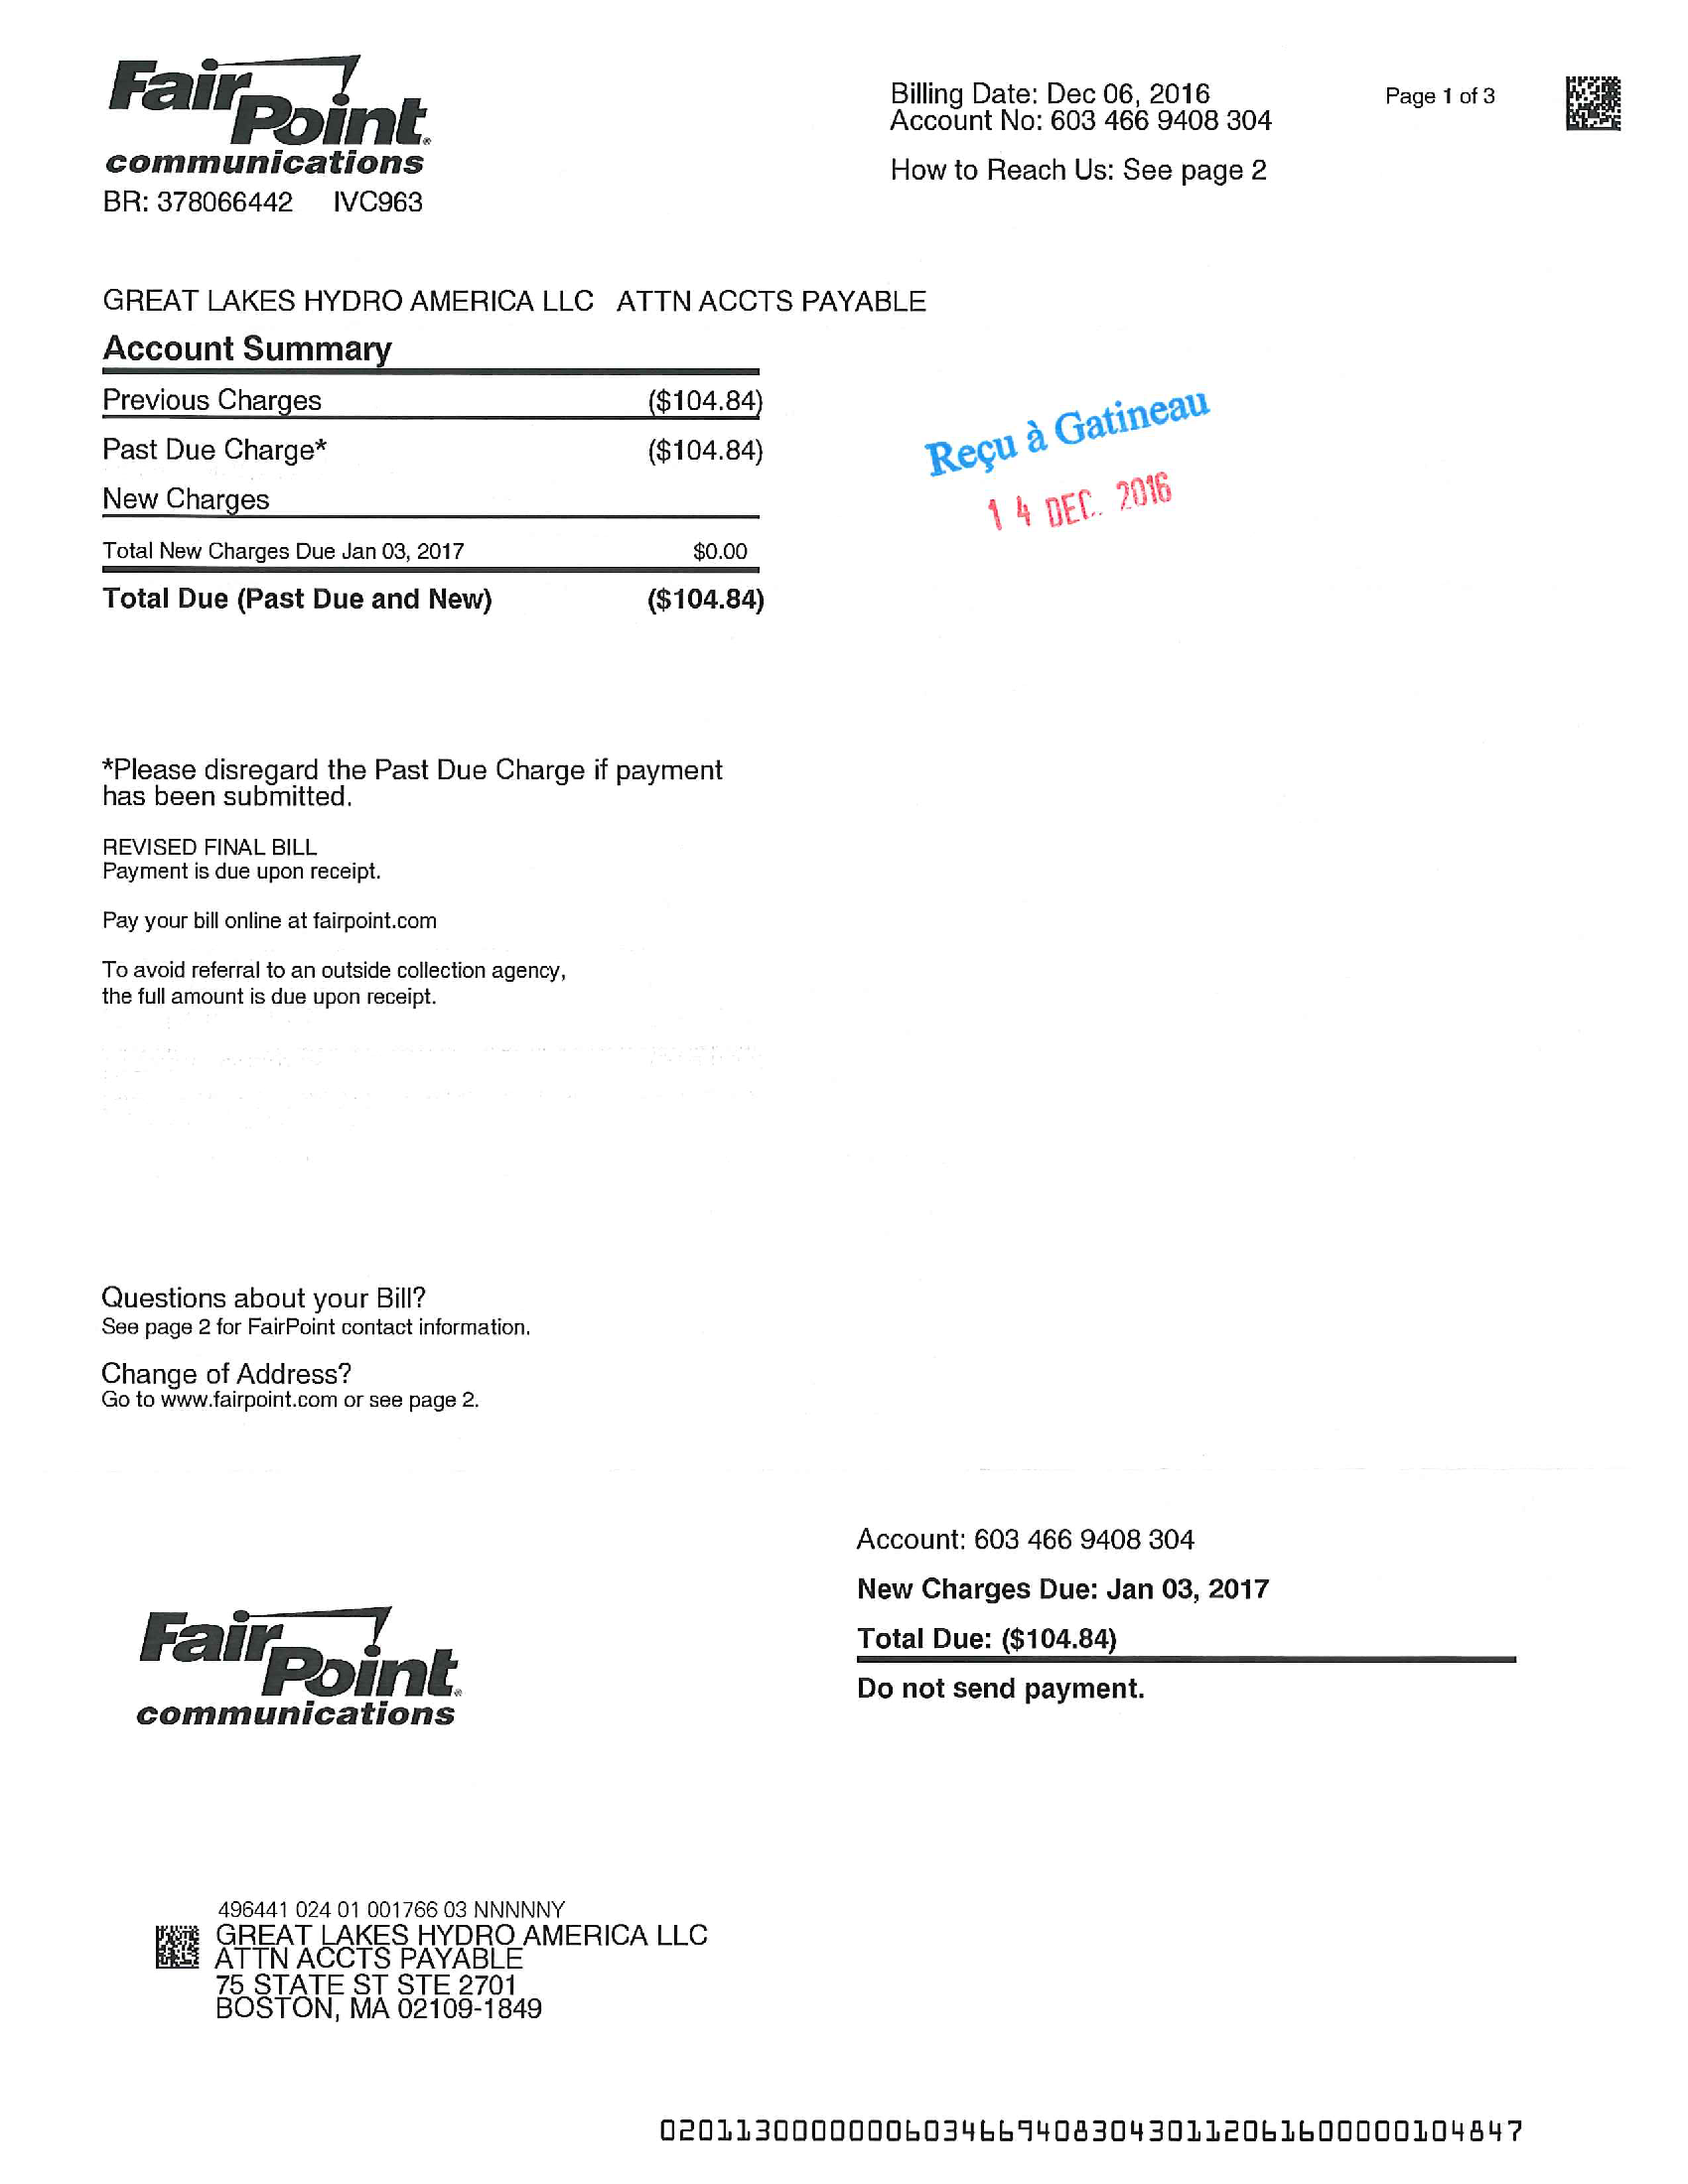 FairPoint
communications
BR: 378066442 IVC963
Billing Date: Dec 06, 2016
Account No: 603 466 9408 304
How to Reach Us: See page 2
Page 1 of 3
GREAT LAKES HYDRO AMERICA LLC ATTN ACCTS PAYABLE
Account Summary
Previous Charges ($104.84)
Past Due Charge* ($104.84)
New Charges
Total New Charges Due Jan 03, 2017 $0.00
Total Due (Past Due and New) ($104.84)
Reçu à Gatineau
14 DEC. 2016
*Please disregard the Past Due Charge if payment
has been submitted.
REVISED FINAL BILL
Payment is due upon receipt.
Pay your bill online at fairpoint.com
To avoid referral to an outside collection agency,
the full amount is due upon receipt.
Questions about your Bill?
See page 2 for FairPoint contact information.
Change of Address?
Go to www.fairpoint.com or see page 2.
Account: 603 466 9408 304
New Charges Due: Jan 03, 2017
Total Due: ($104.84)
Do not send payment.
FairPoint
communications
496441 024 01 001766 03 NNNNNY
GREAT LAKES HYDRO AMERICA LLC
ATTN ACCTS PAYABLE
75 STATE ST STE 2701
BOSTON, MA 02109-1849
0201130000000603466940830430112061600000104847